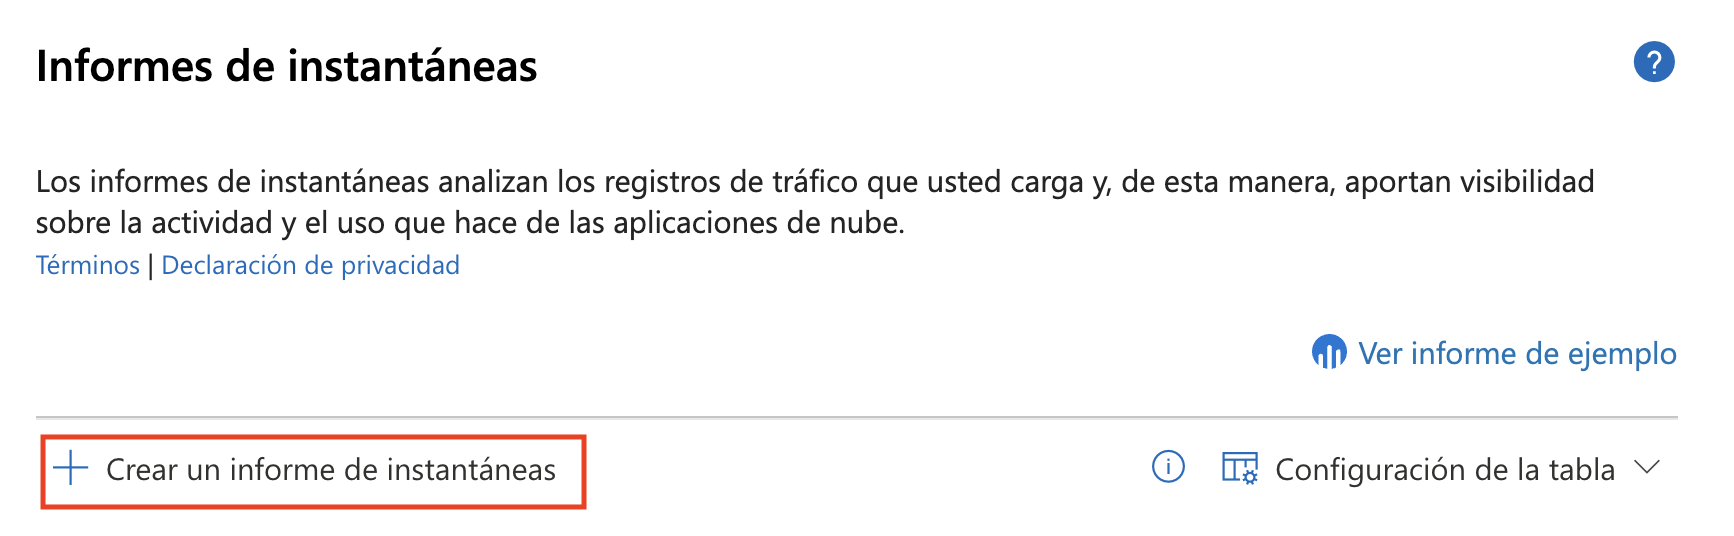 Informes de instantáneas
?
Los informes de instantáneas analizan los registros de tráfico que usted carga y, de esta manera, aportan visibilidad
sobre la actividad y el uso que hace de las aplicaciones de nube.
Términos | Declaración de privacidad
Ver informe de ejemplo
Crear un informe de instantáneas
i
Configuración de la tabla